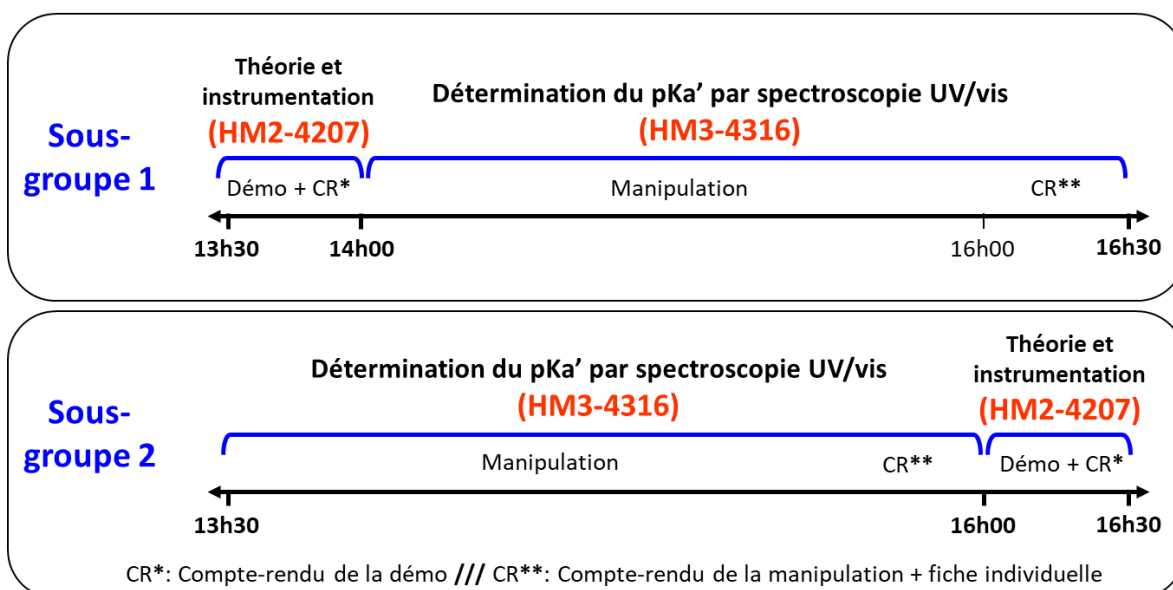 Théorie et
instrumentation
(HM2-4207)
Détermination du pKa’ par spectroscopie UV/vis
(HM3-4316)
Sous-
groupe 1
Démo + CR*
Manipulation
CR**
13h30
14h00
16h00
16h30
Détermination du pKa’ par spectroscopie UV/vis
(HM3-4316)
Théorie et
instrumentation
(HM2-4207)
Sous-
groupe 2
Manipulation
CR**
Démo + CR*
13h30
16h00
16h30
CR*: Compte-rendu de la démo /// CR**: Compte-rendu de la manipulation + fiche individuelle